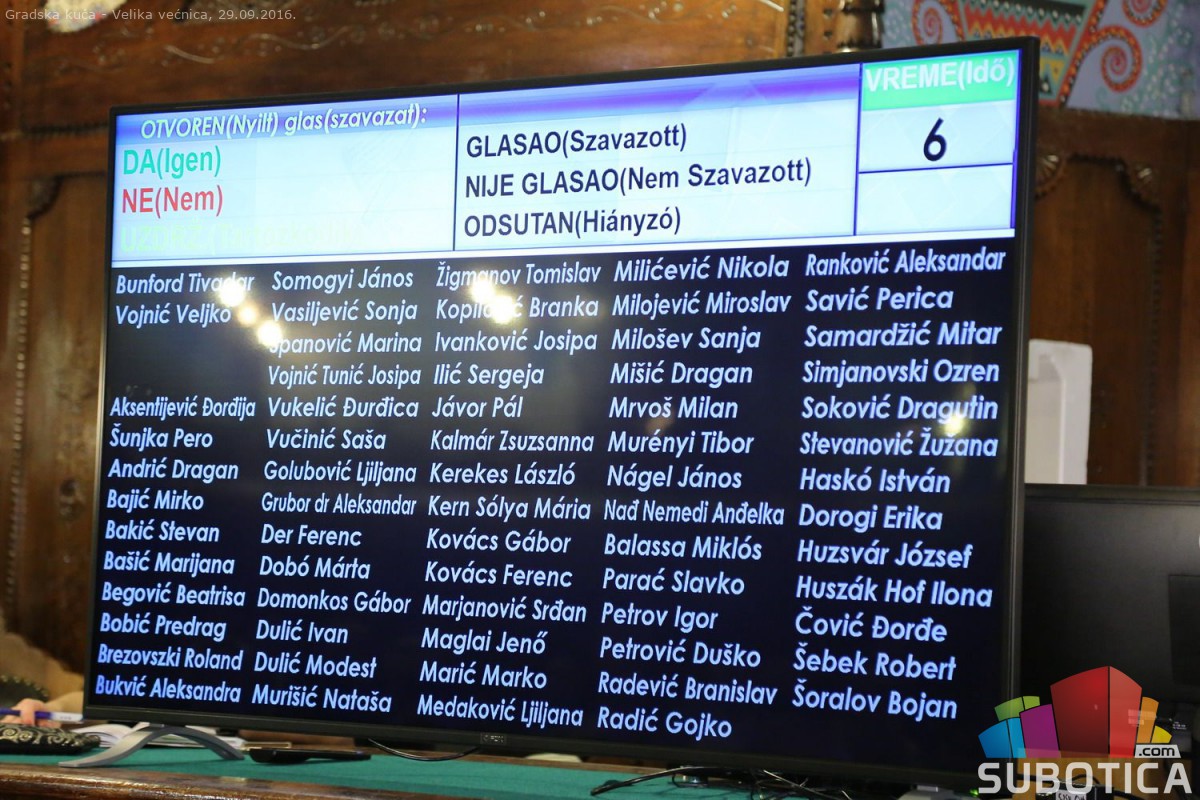 Gradska kuća - Velika većnica, 29.09.2016.
OTVOREN(Nyilt) glas(szavazat):
DA(Igen)
NE(Nem)
GLASAO(Szavazott)
NIJE GLASAO(Nem Szavazott)
ODSUTAN(Hiányzó)
VREME(Idő)
6
Bunford Tivadar
Vojnić Veljko
Aksentijević Đorđija
Šunjka Pero
Andrić Dragan
Bajić Mirko
Bakić Stevan
Bašić Marijana
Begović Beatrisa
Bobić Predrag
Brezovszki Roland
Bukvić Aleksandra
Somogyi János
Vasiljević Sonja
Španović Marina
Vojnić Tunić Josipa
Vukelić Đurđica
Vučinić Saša
Golubović Ljiljana
Grubor dr Aleksandar
Der Ferenc
Dobó Márta
Domonkos Gábor
Dulić Ivan
Dulić Modest
Murišić Nataša
Žigmanov Tomislav
Branka
Ivanković Josipa
Ilić Sergeja
Jávor Pál
Kalmár Zsuzsanna
Kerekes László
Kern Sólya Mária
Kovács Gábor
Kovács Ferenc
Marjanović Srđan
Maglai Jenő
Marić Marko
Medaković Ljiljana
Milićević Nikola
Milojević Miroslav
Milošev Sanja
Mišić Dragan
Mrvoš Milan
Murényi Tibor
Nágel János
Nađ Nemedi Anđelka
Balassa Miklós
Parać Slavko
Petrov Igor
Petrović Duško
Radević Branislav
Radić Gojko
Ranković Aleksandar
Savić Perica
Samardžić Mitar
Simjanovski Ozren
Soković Dragutin
Stevanović Žužana
Haskó István
Dorogi Erika
Huzsvár József
Huszák Hof Ilona
Čović Đorđe
Šebek Robert
Šoralov Bojan
.com
SUBOTICA